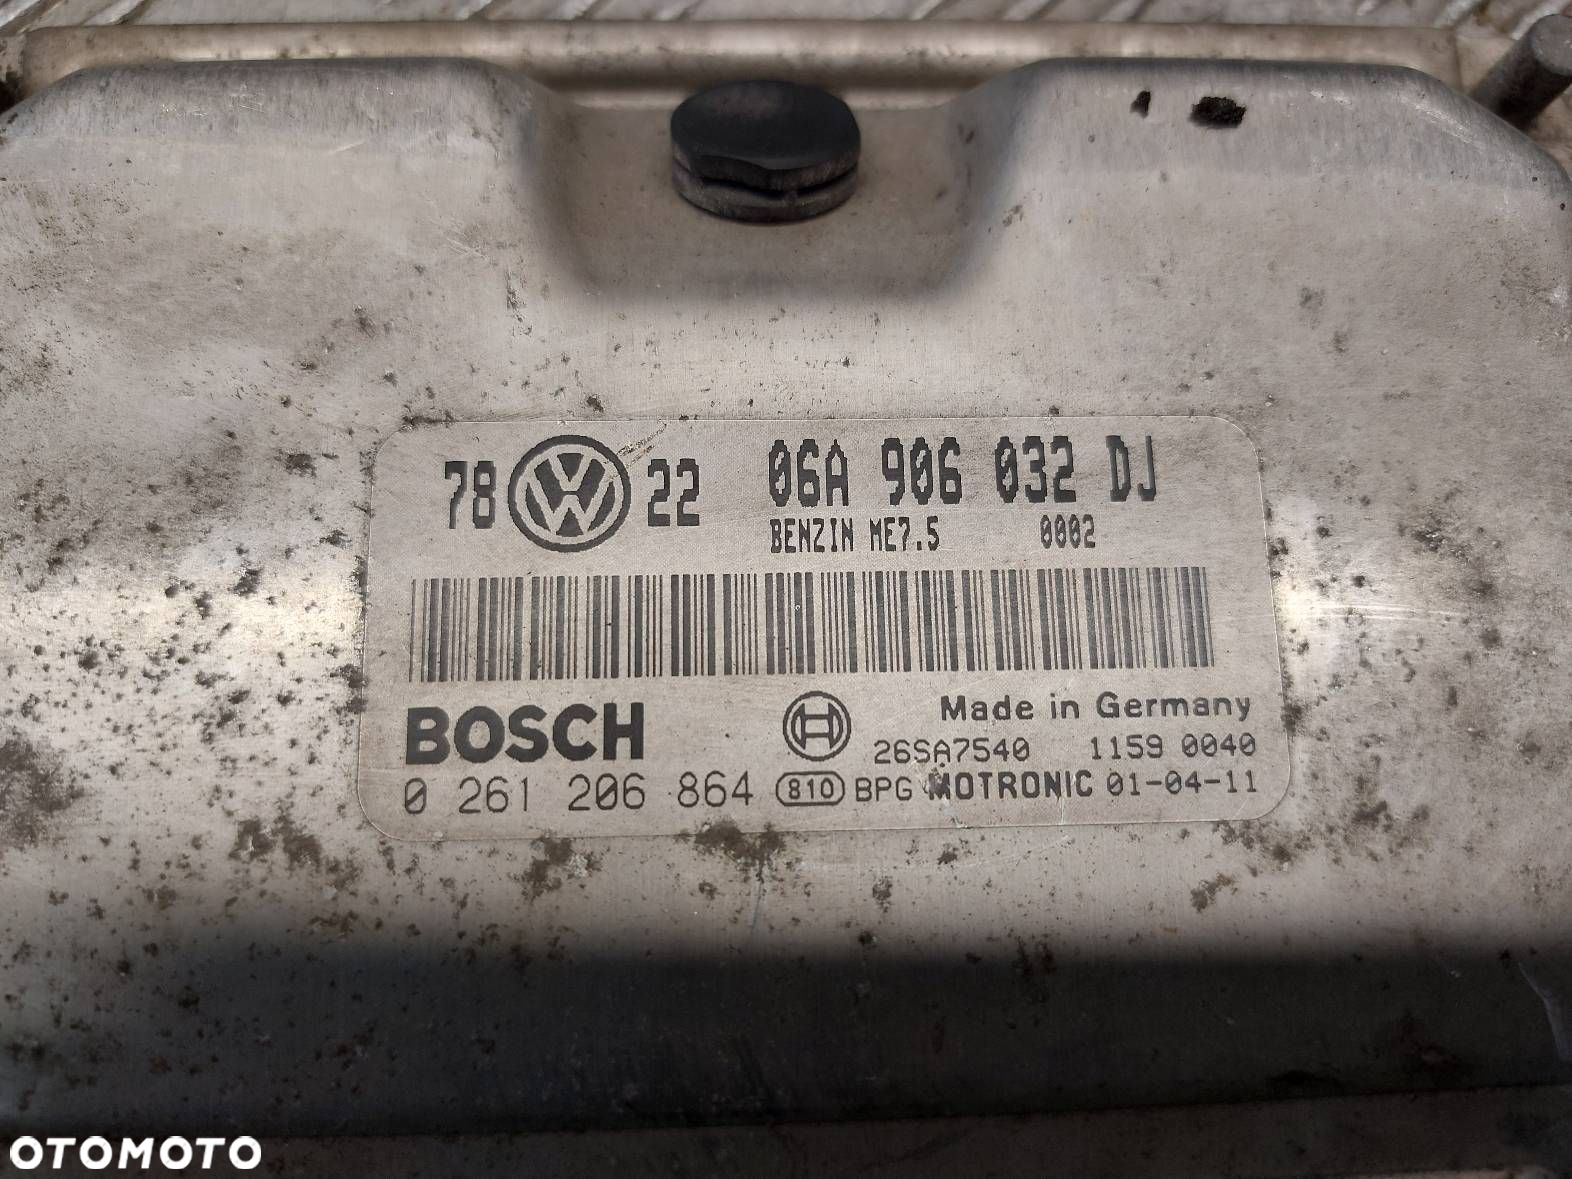 78 22 06A 906 032 DJ
BENZIN ME7.5 0002
BOSCH Made in Germany
26SA7540 1159 0040
0 261 206 864 810 BPG MOTRONIC 01-04-11
OTOMOTO